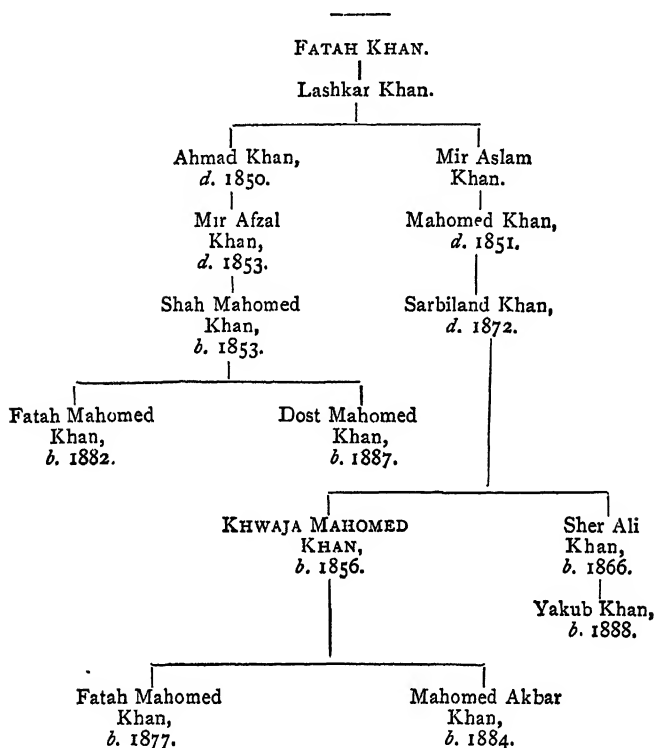 FATAH KHAN.
Lashkar Khan.
Ahmad Khan,
d. 1850.
Mir Aslam
Khan.
Mir Afzal
Khan,
d. 1853.
Mahomed Khan,
d. 1851.
Shah Mahomed
Khan,
b. 1853.
Sarbiland Khan,
d. 1872.
Fatah Mahomed
Khan,
b. 1882.
Dost Mahomed
Khan,
b. 1887.
KHWAJA MAHOMED
KHAN,
b. 1856.
Sher Ali
Khan,
b. 1866.
Yakub Khan,
b. 1888.
Fatah Mahomed
Khan,
b. 1877.
Mahomed Akbar
Khan,
b. 1884.